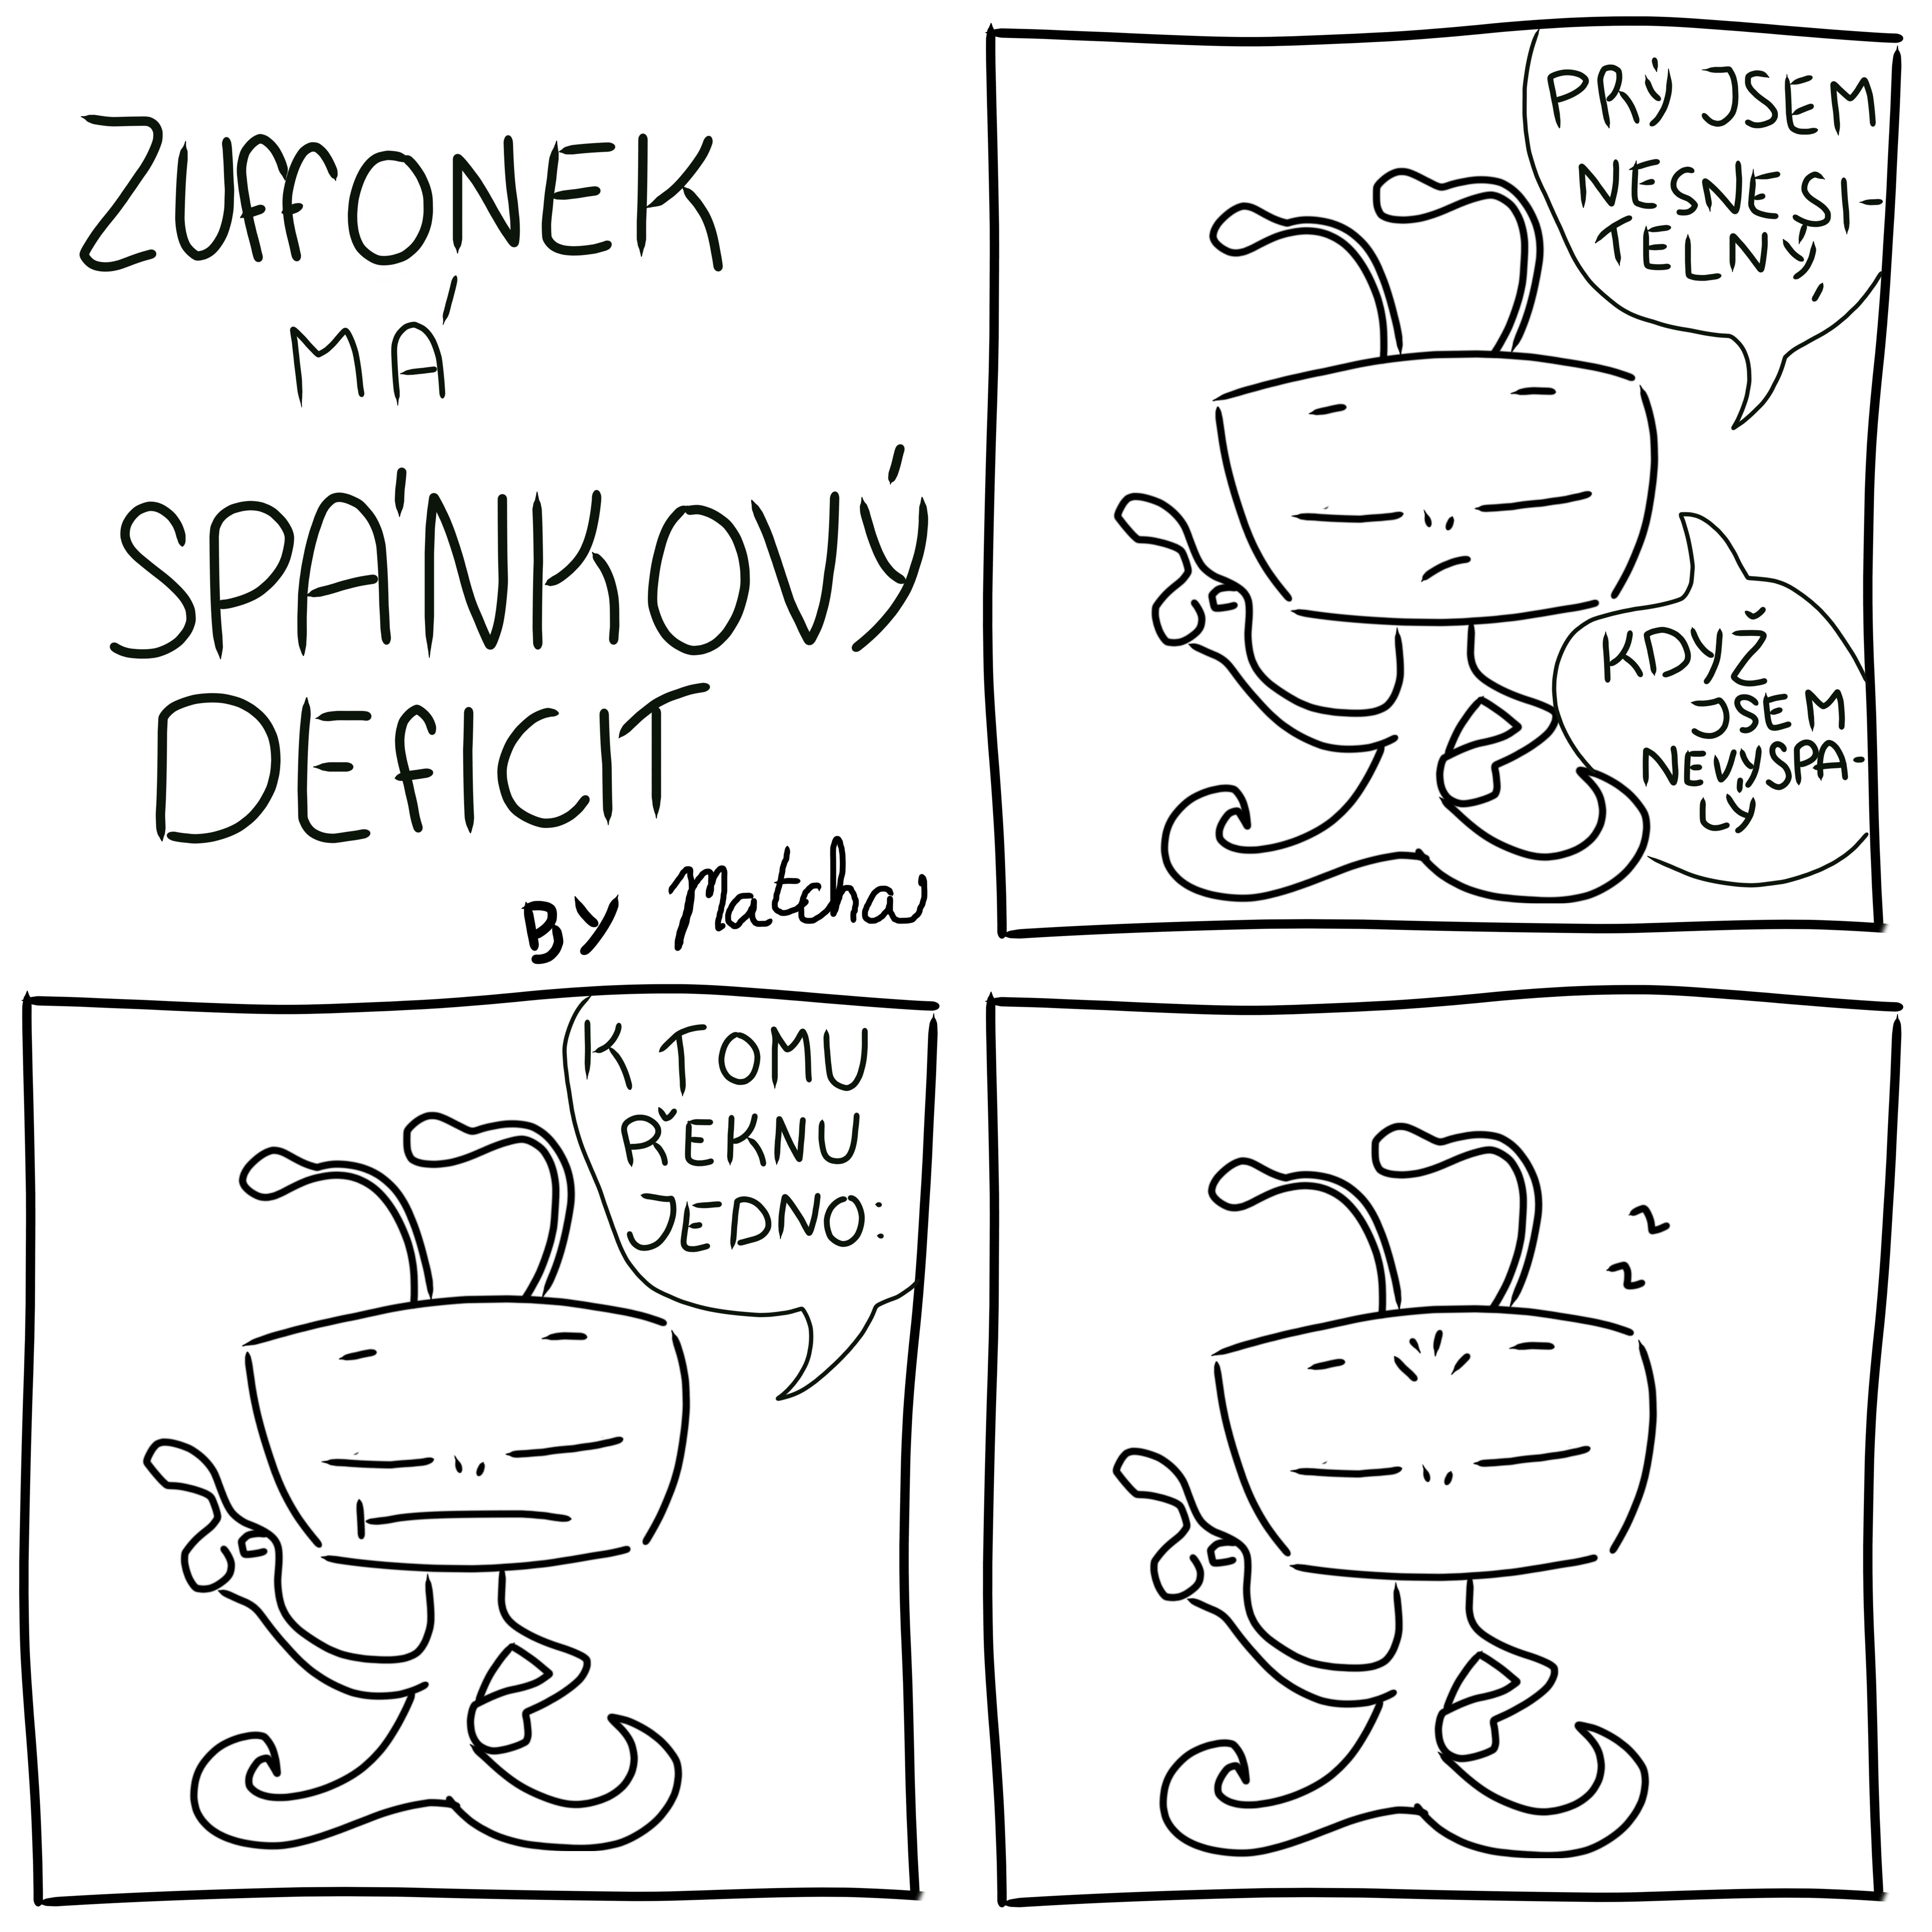 ZUFFONEK
MÁ
SPÁNKOVÝ
DEFICIT
BY Matcha
PRÝ JSEM
NESNESI-
TELNÝ,
KDYŽ
JSEM
NEVYSPA-
LÝ
K TOMU
ŘEKNU
JEDNO:
z
z